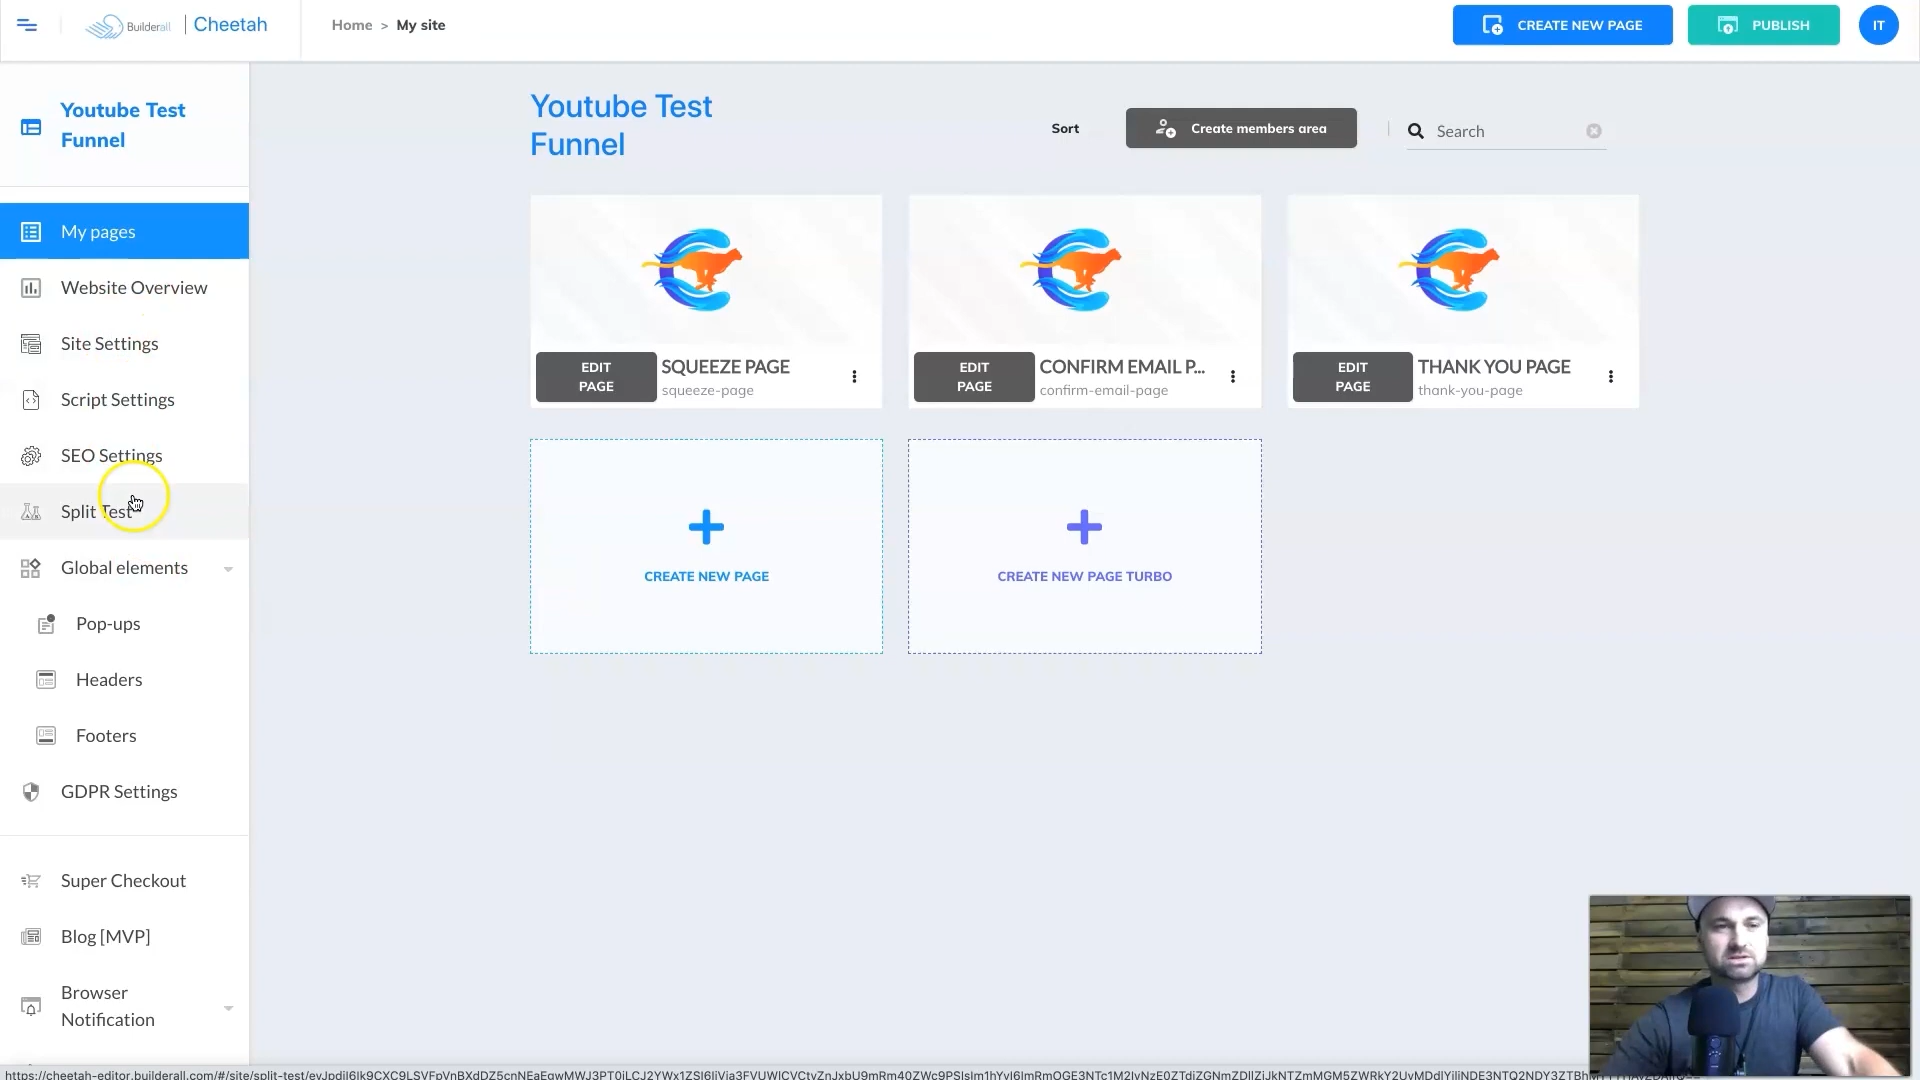 Builderall
Cheetah
Home > My site
CREATE NEW PAGE
PUBLISH
IT
Youtube Test
Funnel
My pages
Website Overview
Site Settings
Script Settings
SEO Settings
Split Test
Global elements
Pop-ups
Headers
Footers
GDPR Settings
Super Checkout
Blog [MVP]
Browser
Notification
Youtube Test
Funnel
Sort
Create members area
Search
EDIT
PAGE
SQUEEZE PAGE
squeeze-page
EDIT
PAGE
CONFIRM EMAIL P...
confirm-email-page
EDIT
PAGE
THANK YOU PAGE
thank-you-page
CREATE NEW PAGE
CREATE NEW PAGE TURBO